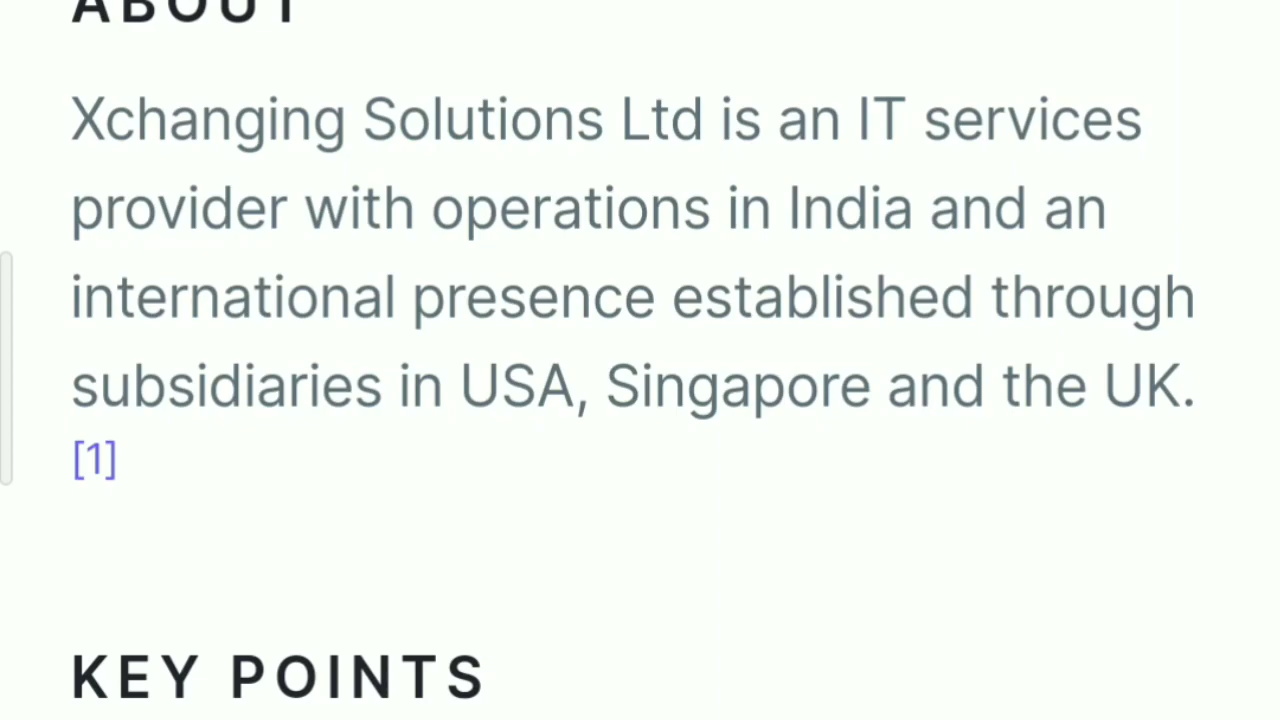 ABOUT
Xchanging Solutions Ltd is an IT services
provider with operations in India and an
international presence established through
subsidiaries in USA, Singapore and the UK.
[1]
KEY POINTS